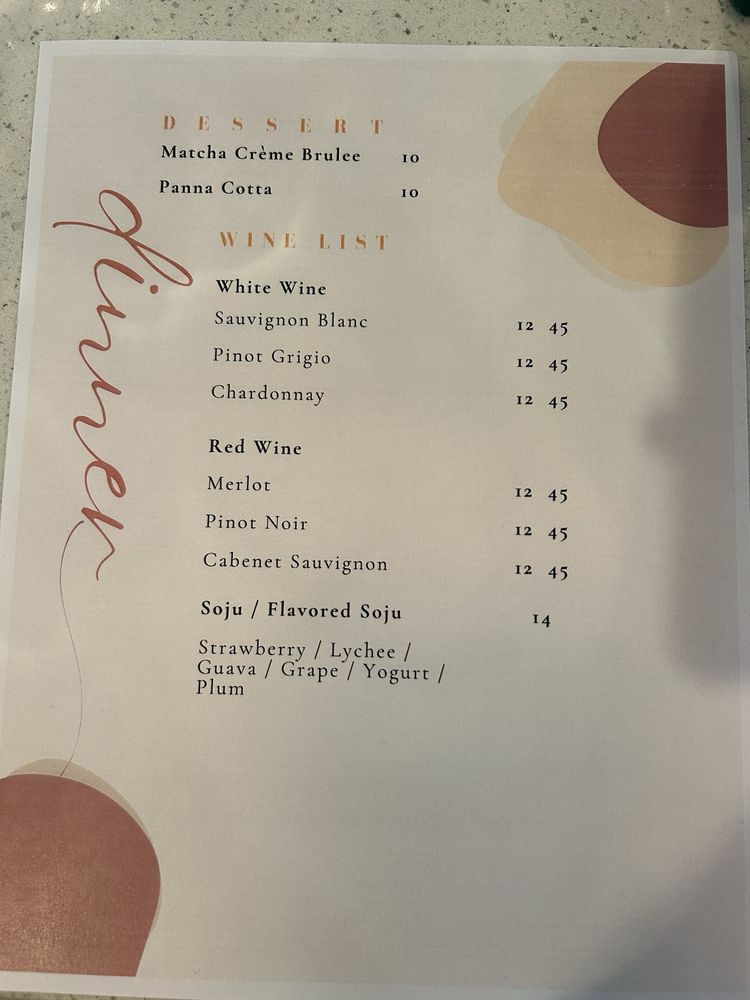 DESSERT
Matcha Crème Brulee 10
Panna Cotta 10
dinner
WINE LIST
White Wine
Sauvignon Blanc 12 45
Pinot Grigio 12 45
Chardonnay 12 45
Red Wine
Merlot 12 45
Pinot Noir 12 45
Cabenet Sauvignon 12 45
Soju / Flavored Soju 14
Strawberry / Lychee /
Guava / Grape / Yogurt /
Plum